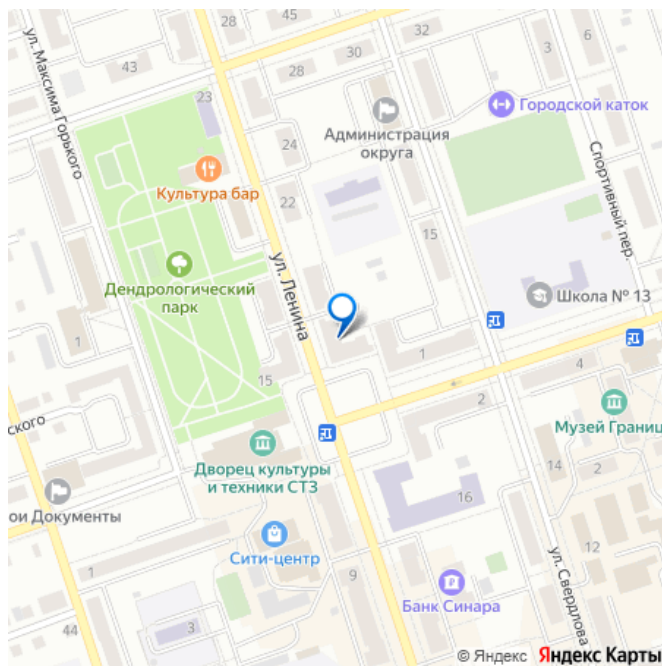 32
30
28
3
6
43
ул. Максима Горького
23
28
Городской каток
Администрация
округа
24
Спортивный пер.
Культура бар
22
15
ул. Ленина
Дендрологический
парк
Школа № 13
1
1
15
4
ского
2
Музей Границ
Дворец культуры
и техники СТЗ
14
2
16
ои Документы
Сити-центр
12
ул. Свердлова
1
9
Банк Синара
44
3
© Яндекс Яндекс Карты